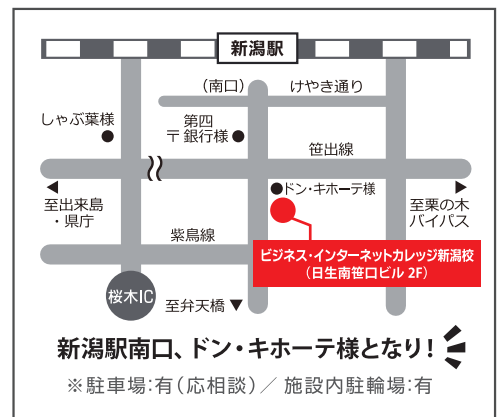 新潟駅
(南口)
けやき通り
しゃぶ葉様
第四
〒銀行様
笹出線
ドン・キホーテ様
至出来島
・県庁
至栗の木
バイパス
紫鳥線
ビジネス・インターネットカレッジ新潟校
(日生南笹口ビル 2F)
桜木IC
至弁天橋▼
新潟駅南口、ドン・キホーテ様となり!
※駐車場:有(応相談)/ 施設内駐輪場:有